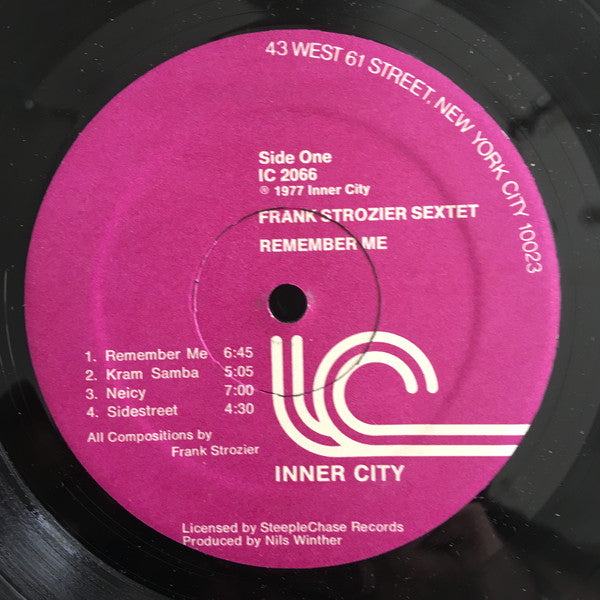 43 WEST 61 STREET, NEW YORK CITY 10023
Side One
IC 2066
℗ 1977 Inner City
FRANK STROZIER SEXTET
REMEMBER ME
1. Remember Me 6:45
2. Kram Samba 5:05
3. Neicy 7:00
4. Sidestreet 4:30
All Compositions by
Frank Strozier
IC
INNER CITY
Licensed by SteepleChase Records
Produced by Nils Winther